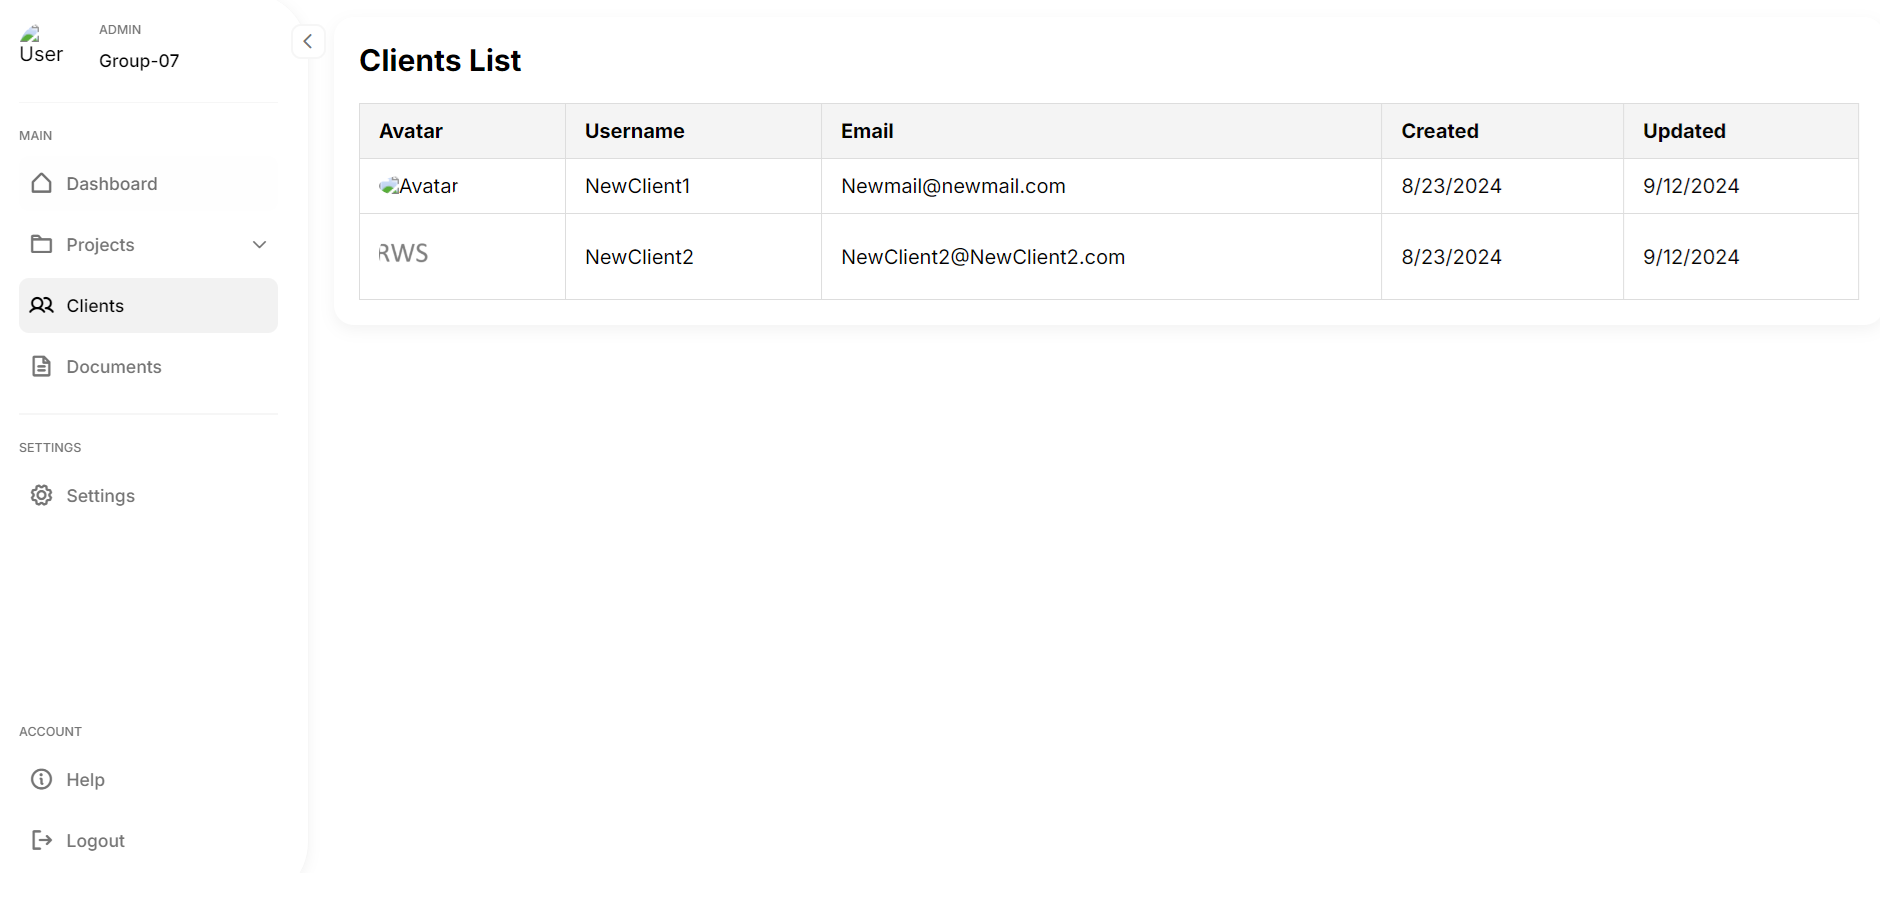 User
ADMIN
Group-07
MAIN
Dashboard
Projects
Clients
Documents
SETTINGS
Settings
ACCOUNT
Help
Logout
Clients List
Avatar Username Email Created Updated
Avatar NewClient1 Newmail@newmail.com 8/23/2024 9/12/2024
RWS NewClient2 NewClient2@NewClient2.com 8/23/2024 9/12/2024